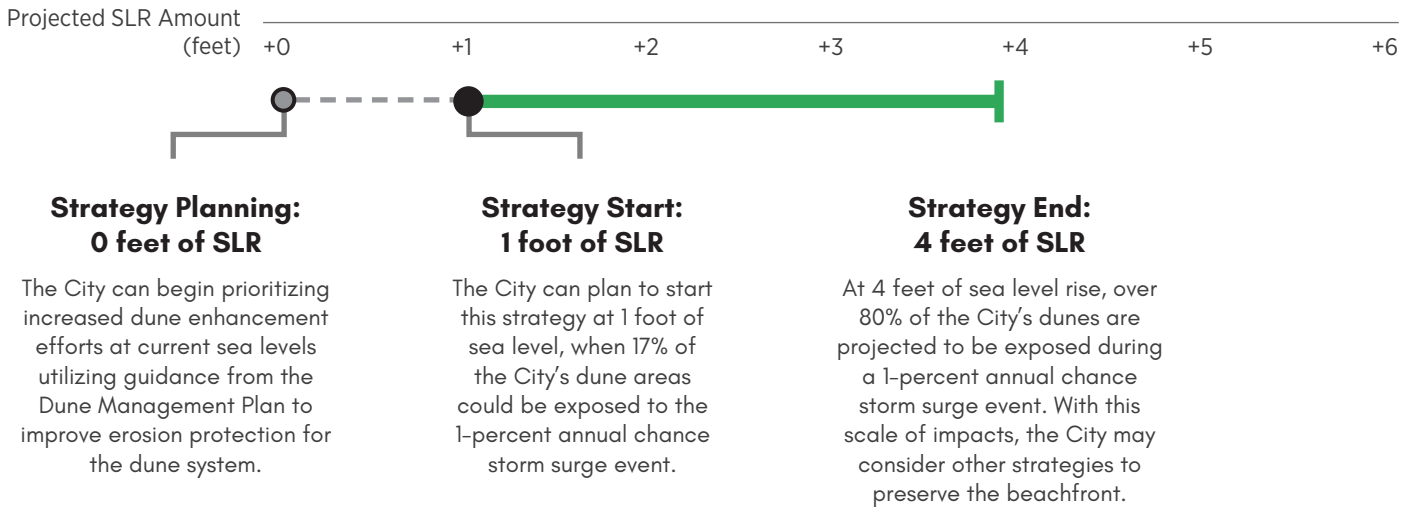 Projected SLR Amount
(feet) +0 +1 +2 +3 +4 +5 +6
Strategy Planning:
0 feet of SLR
The City can begin prioritizing
increased dune enhancement
efforts at current sea levels
utilizing guidance from the
Dune Management Plan to
improve erosion protection for
the dune system.
Strategy Start:
1 foot of SLR
The City can plan to start
this strategy at 1 foot of
sea level, when 17% of
the City's dune areas
could be exposed to the
1-percent annual chance
storm surge event.
Strategy End:
4 feet of SLR
At 4 feet of sea level rise, over
80% of the City's dunes are
projected to be exposed during
a 1-percent annual chance
storm surge event. With this
scale of impacts, the City may
consider other strategies to
preserve the beachfront.